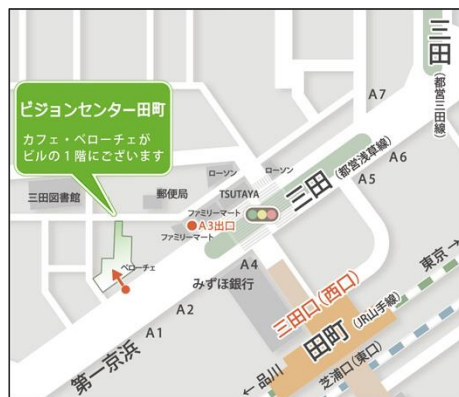 三田
(都営三田線)
A7
ビジョンセンター田町
カフェ・ベローチェが
ビルの1階にございます
ローソン
ローソン
A6
三田
(都営浅草線)
A5
三田図書館
郵便局
TSUTAYA
ファミリーマート
A3出口
ファミリーマート
ベローチェ
A4
みずほ銀行
三田口(西口)
東京→
A2
A1
田町
(JR山手線)
第一京浜
芝浦口(東口)
←品川